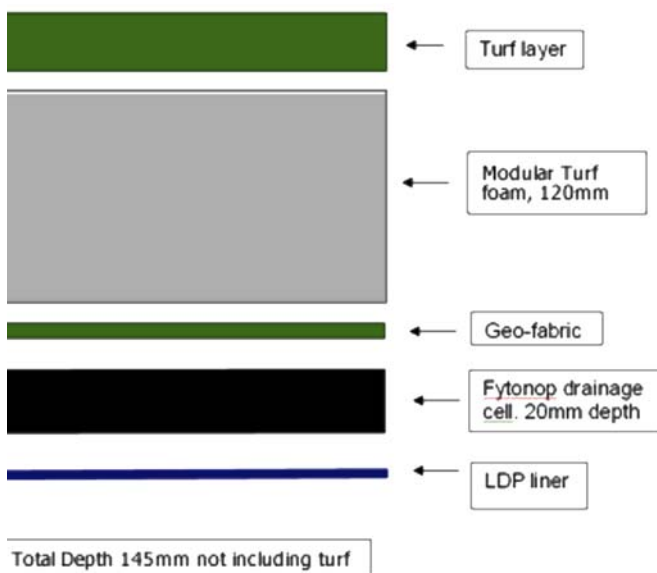 Turf layer
Modular Turf
foam, 120mm
Geo-fabric
Fytonop drainage
cell. 20mm depth
LDP liner
Total Depth 145mm not including turf